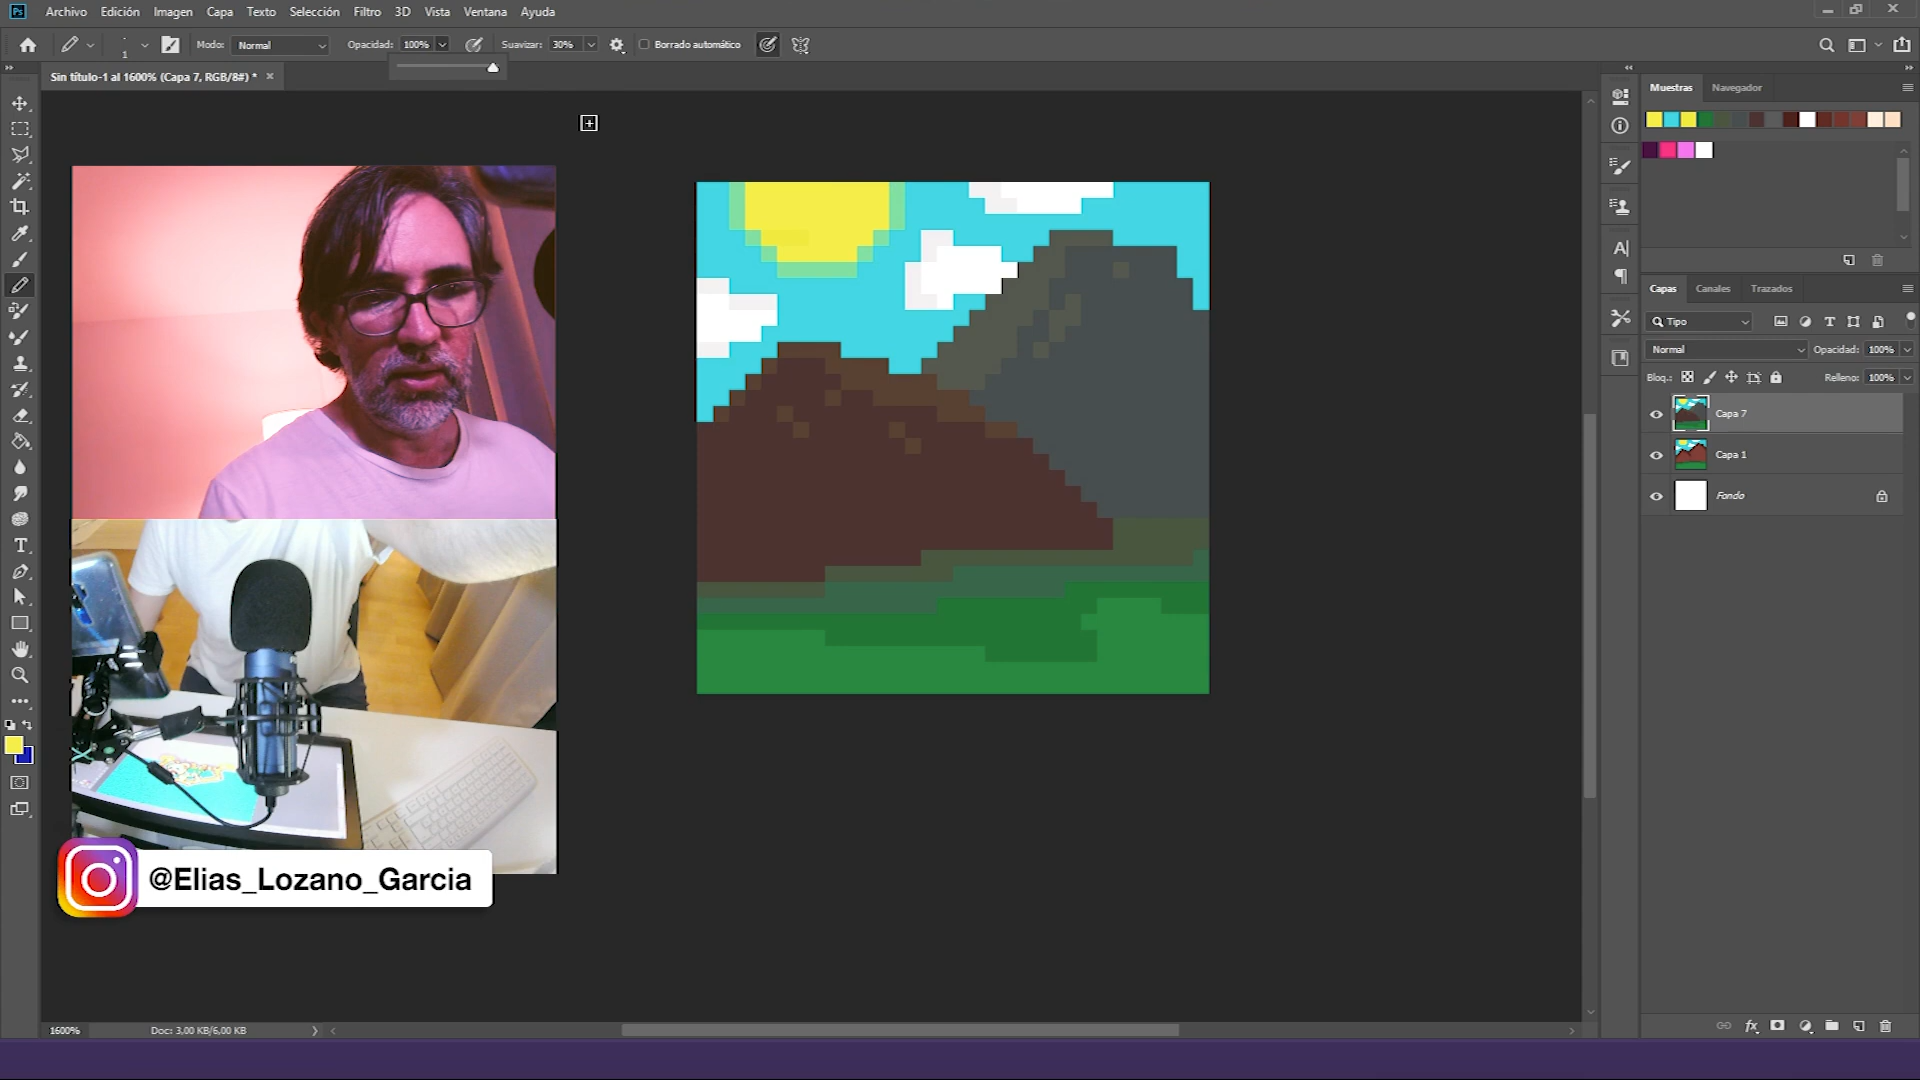 Ps Archivo Edición Imagen Capa Texto Selección Filtro 3D Vista Ventana Ayuda
1 Modo: Normal Opacidad: 100% Suavizar: 30% Borrado automático
Sin título-1 al 1600% (Capa 7, RGB/8#) *
Muestras Navegador
Capas Canales Trazados
Tipo
Normal Opacidad: 100%
Bloq.: Relleno: 100%
Capa 7
Capa 1
Fondo
@Elias_Lozano_Garcia
1600% Doc: 3,00 KB/6,00 KB